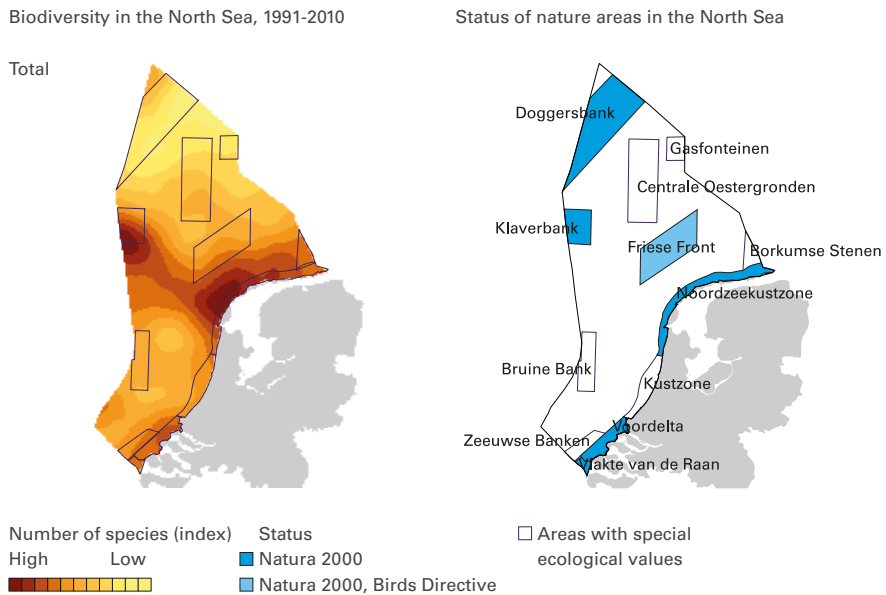 Biodiversity in the North Sea, 1991-2010
Total
Status of nature areas in the North Sea
Doggersbank
Gasfonteinen
Centrale Oestergronden
Klaverbank
Friese Front
Borkumse Stenen
Noordzeekustzone
Bruine Bank
Kustzone
Voordelta
Zeeuwse Banken
Vlakte van de Raan
Number of species (index)
High Low
Status
Natura 2000
Natura 2000, Birds Directive
Areas with special
ecological values